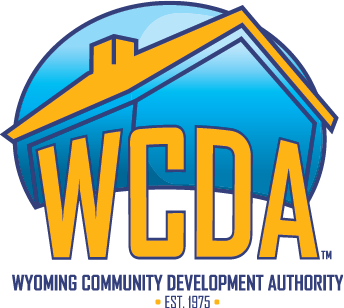 WCDA™
WYOMING COMMUNITY DEVELOPMENT AUTHORITY
• EST. 1975 •